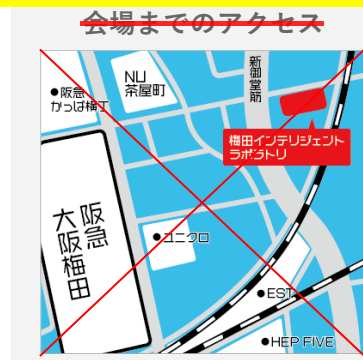 会場までのアクセス
新御堂筋
NU
茶屋町
阪急
かっぱ横丁
梅田インテリジェント
ラボラトリ
阪急
大阪梅田
ユニクロ
EST
HEP FIVE